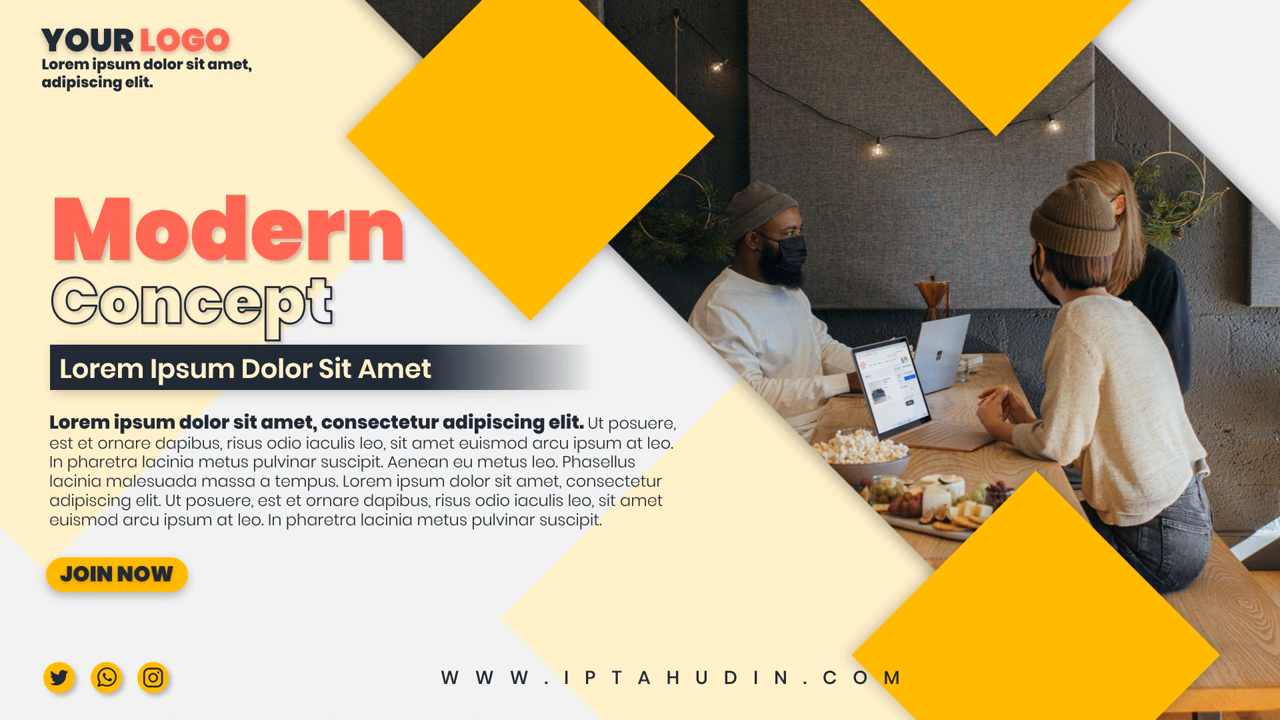 YOUR LOGO
Lorem ipsum dolor sit amet,
adipiscing elit.
Modern
Concept
Lorem Ipsum Dolor Sit Amet
Lorem ipsum dolor sit amet, consectetur adipiscing elit. Ut posuere,
est et ornare dapibus, risus odio iaculis leo, sit amet euismod arcu ipsum at leo.
In pharetra lacinia metus pulvinar suscipit. Aenean eu metus leo. Phasellus
lacinia malesuada massa a tempus. Lorem ipsum dolor sit amet, consectetur
adipiscing elit. Ut posuere, est et ornare dapibus, risus odio iaculis leo, sit amet
euismod arcu ipsum at leo. In pharetra lacinia metus pulvinar suscipit.
JOIN NOW
WWW.IPTAHUDIN.COM